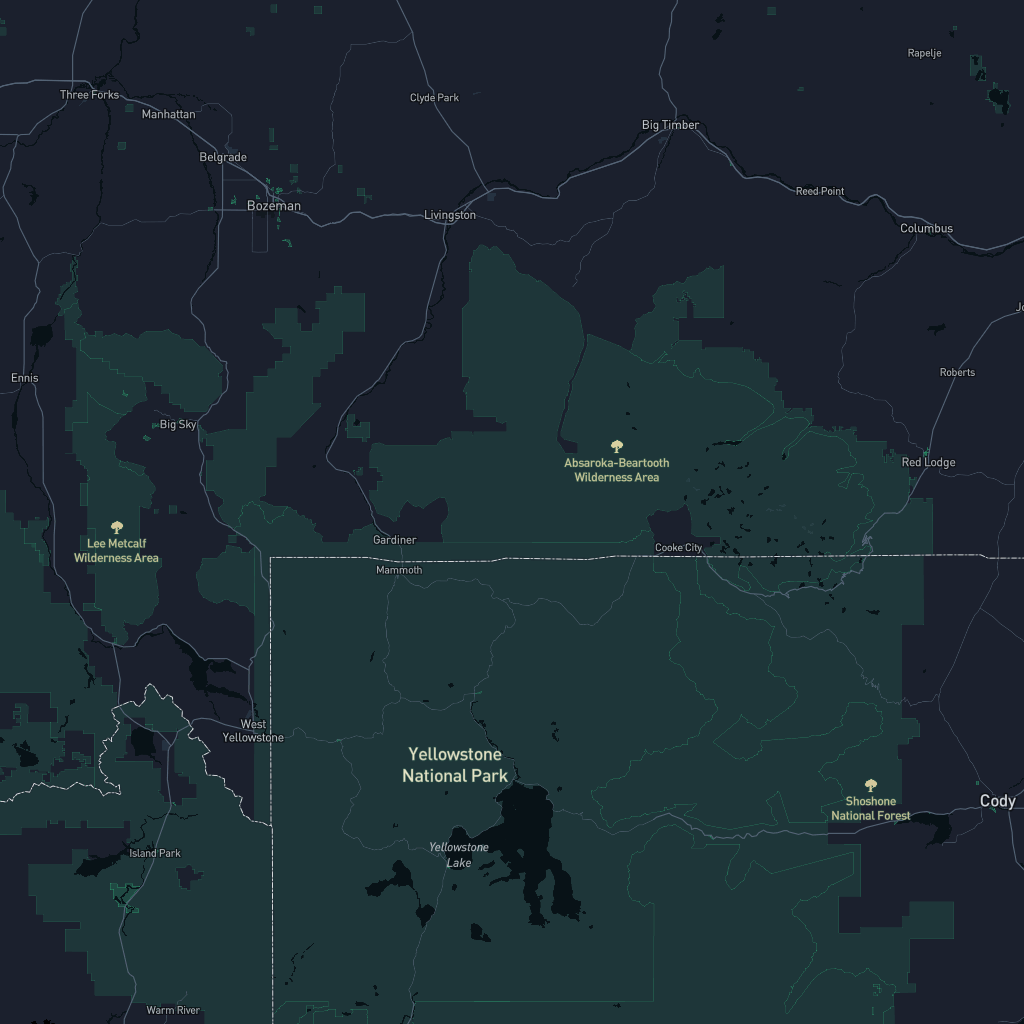 Rapelje
Three Forks
Clyde Park
Manhattan
Big Timber
Belgrade
Reed Point
Bozeman
Livingston
Columbus
Roberts
Ennis
Big Sky
Absaroka-Beartooth
Wilderness Area
Red Lodge
Lee Metcalf
Wilderness Area
Gardiner
Cooke City
Mammoth
West
Yellowstone
Yellowstone
National Park
Shoshone
National Forest
Cody
Yellowstone
Lake
Island Park
Warm River